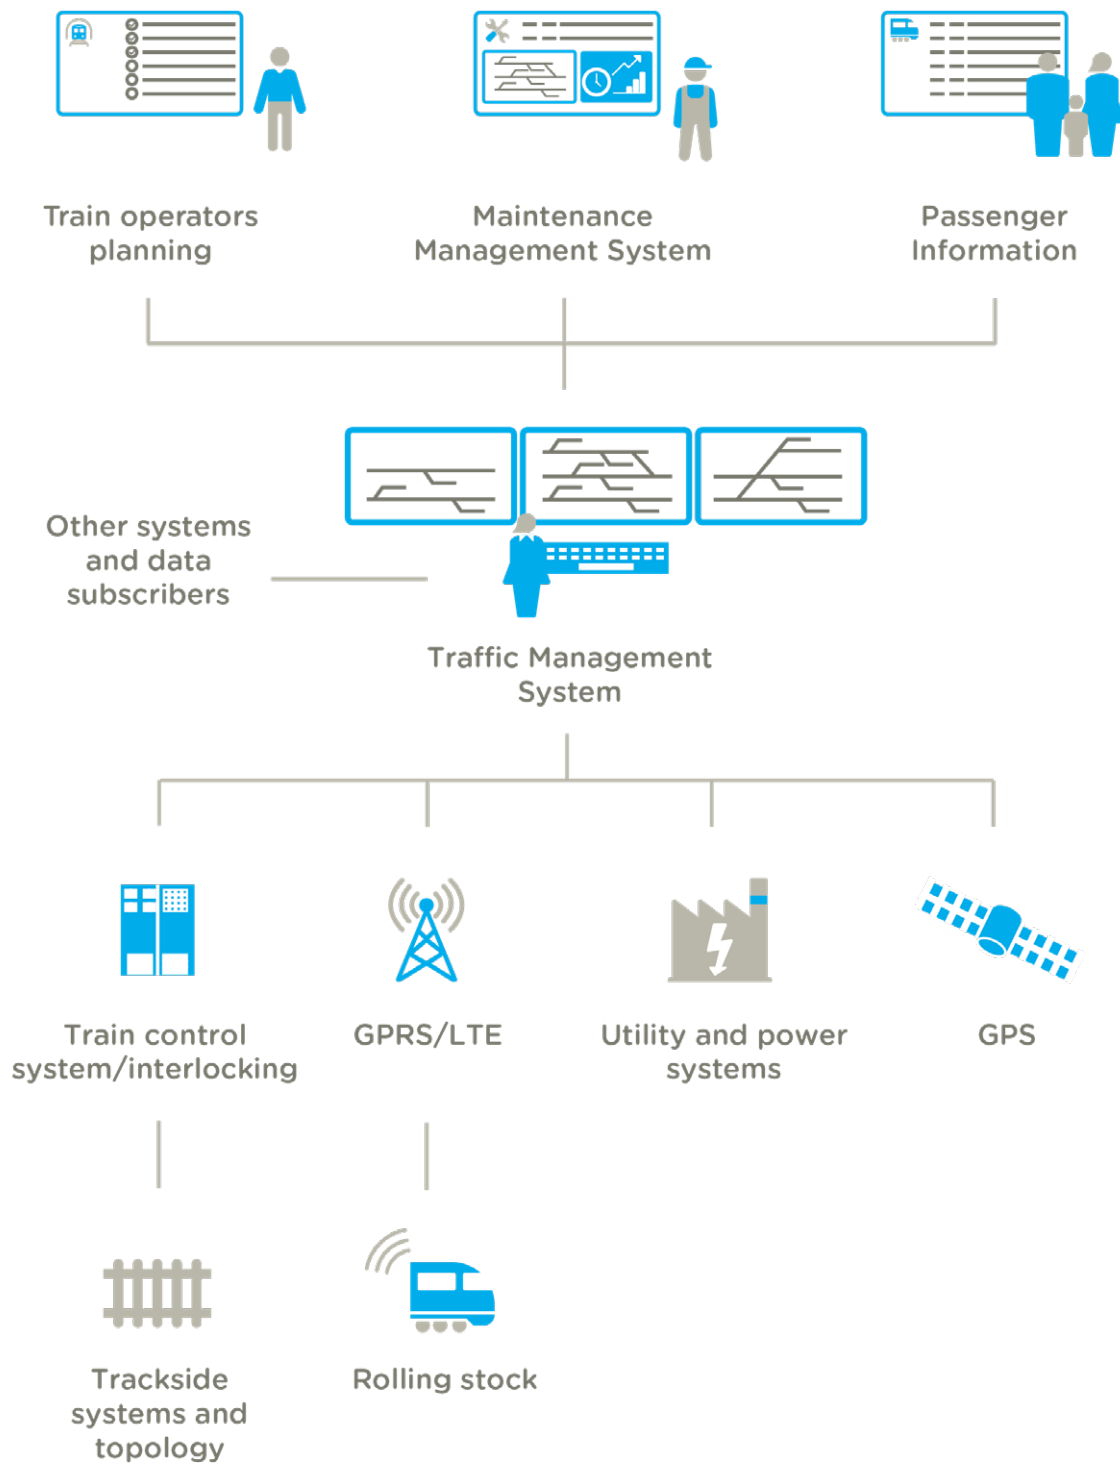 Train operators
planning
Maintenance
Management System
Passenger
Information
Other systems
and data
subscribers
Traffic Management
System
Train control
system/interlocking
GPRS/LTE
Utility and power
systems
GPS
Trackside
systems and
topology
Rolling stock